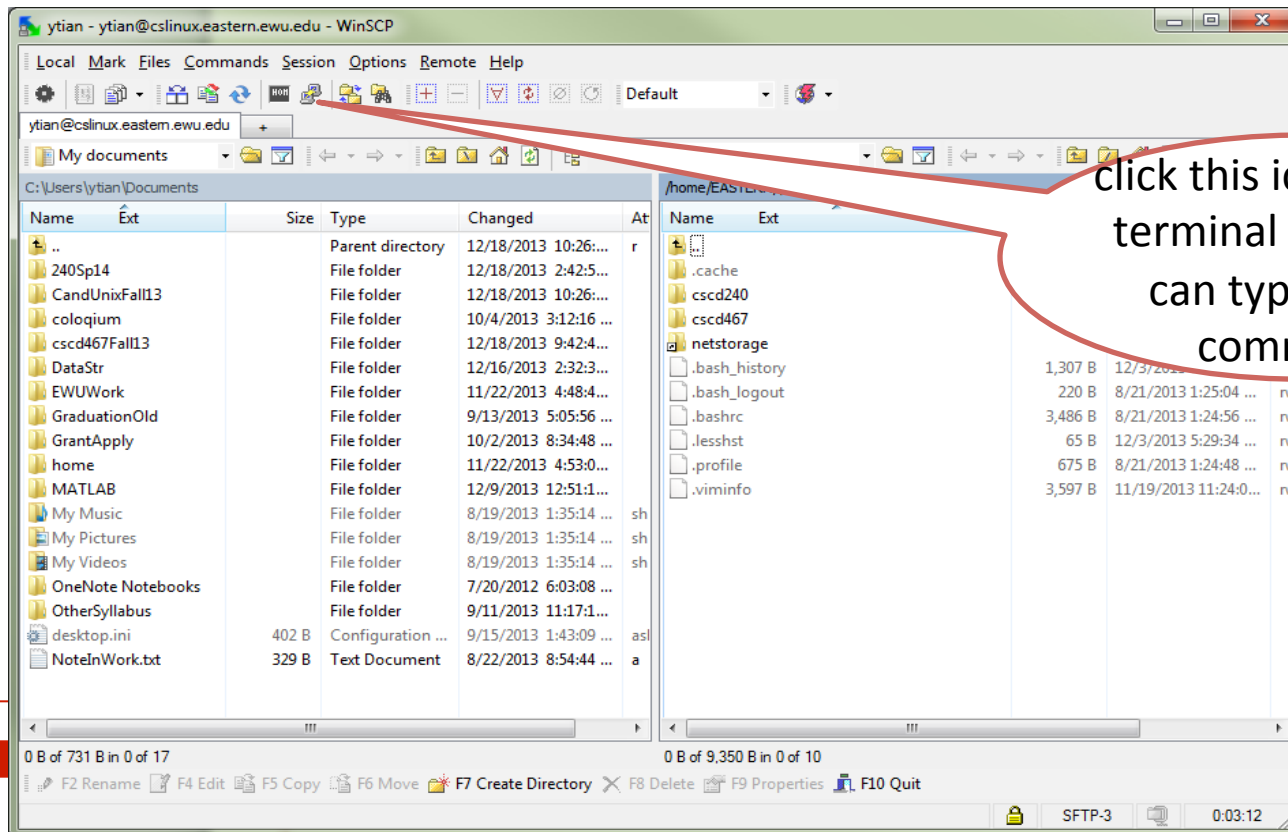 ytian - ytian@cslinux.eastern.ewu.edu - WinSCP
Local Mark Files Commands Session Options Remote Help
Default
ytian@cslinux.eastern.ewu.edu +
My documents
C:\Users\ytian\Documents
Name Ext Size Type Changed At
.. Parent directory 12/18/2013 10:26:... r
240Sp14 File folder 12/18/2013 2:42:5...
CandUnixFall13 File folder 12/18/2013 10:26:...
coloqium File folder 10/4/2013 3:12:16 ...
cscd467Fall13 File folder 12/18/2013 9:42:4...
DataStr File folder 12/16/2013 2:32:3...
EWUWork File folder 11/22/2013 4:48:4...
GraduationOld File folder 9/13/2013 5:05:56 ...
GrantApply File folder 10/2/2013 8:34:48 ...
home File folder 11/22/2013 4:53:0...
MATLAB File folder 12/9/2013 12:51:1...
My Music File folder 8/19/2013 1:35:14 ... sh
My Pictures File folder 8/19/2013 1:35:14 ... sh
My Videos File folder 8/19/2013 1:35:14 ... sh
OneNote Notebooks File folder 7/20/2012 6:03:08 ...
OtherSyllabus File folder 9/11/2013 11:17:1...
desktop.ini 402 B Configuration ... 9/15/2013 1:43:09 ... asl
NoteInWork.txt 329 B Text Document 8/22/2013 8:54:44 ... a
0 B of 731 B in 0 of 17
Name Ext
..
.cache
cscd240
cscd467
netstorage
.bash_history 1,307 B
.bash_logout 220 B 8/21/2013 1:25:04 ...
.bashrc 3,486 B 8/21/2013 1:24:56 ...
.lesshst 65 B 12/3/2013 5:29:34 ...
.profile 675 B 8/21/2013 1:24:48 ...
.viminfo 3,597 B 11/19/2013 11:24:0...
0 B of 9,350 B in 0 of 10
click this
terminal
can
F2 Rename F4 Edit F5 Copy F6 Move F7 Create Directory F8 Delete F9 Properties F10 Quit
SFTP-3 0:03:12